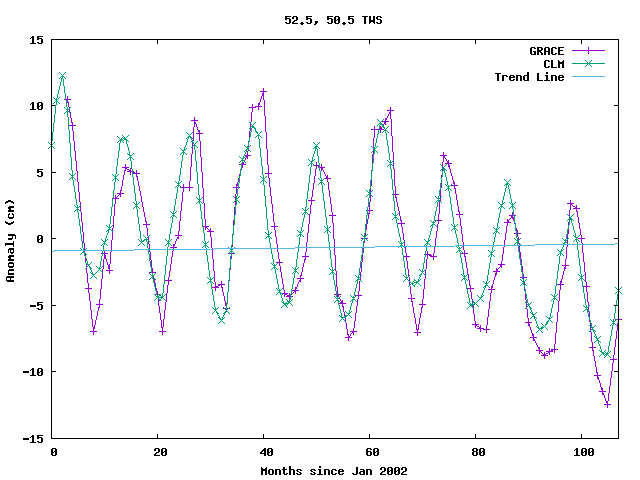 52.5, 50.5 TWS
GRACE
CLM
Trend Line
15
10
5
0
-5
-10
-15
Anomaly (cm)
0 20 40 60 80 100
Months since Jan 2002